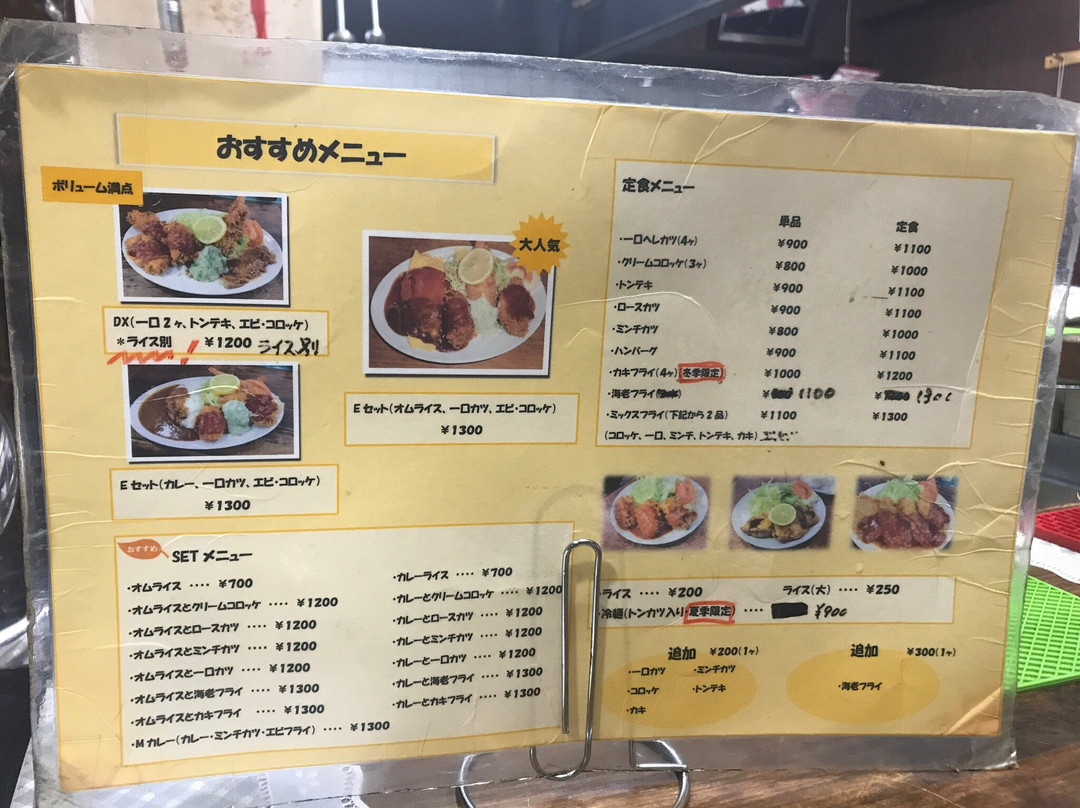 おすすめメニュー
ボリューム満点
DX(一口2ヶ、トンテキ、エビ・コロッケ)
*ライス別 ¥1200 ライス別
大人気
Eセット(オムライス、一口カツ、エビ・コロッケ)
¥1300
Eセット(カレー、一口カツ、エビ・コロッケ)
¥1300
おすすめ SETメニュー
・オムライス ‥‥ ¥700
・オムライスとクリームコロッケ ‥‥ ¥1200
・オムライスとロースカツ ‥‥ ¥1200
・オムライスとミンチカツ ‥‥ ¥1200
・オムライスと一口カツ ‥‥ ¥1200
・オムライスと海老フライ ‥‥ ¥1300
・オムライスとカキフライ ‥‥ ¥1300
・Mカレー(カレー・ミンチカツ・エビフライ) ‥‥ ¥1300
・カレーライス ‥‥ ¥700
・カレーとクリームコロッケ ‥‥ ¥1200
・カレーとロースカツ ‥‥ ¥1200
・カレーとミンチカツ ‥‥ ¥1200
・カレーと一口カツ ‥‥ ¥1200
・カレーと海老フライ ‥‥ ¥1300
・カレーとカキフライ ‥‥ ¥1300
定食メニュー
単品 定食
・一口ヘレカツ(4ヶ) ¥900 ¥1100
・クリームコロッケ(3ヶ) ¥800 ¥1000
・トンテキ ¥900 ¥1100
・ロースカツ ¥900 ¥1100
・ミンチカツ ¥800 ¥1000
・ハンバーグ ¥900 ¥1100
・カキフライ(4ヶ)冬季限定 ¥1000 ¥1200
・海老フライ ¥1100 ¥1300
・ミックスフライ(下記から2品) ¥1100 ¥1300
(コロッケ、一口、ミンチ、トンテキ、カキ)
ライス ‥‥ ¥200 ライス(大) ‥‥ ¥250
・冷麺(トンカツ入り・夏季限定) ‥‥ ¥900
追加 ¥200(1ヶ)
・一口カツ ・ミンチカツ
・コロッケ ・トンテキ
・カキ
追加 ¥300(1ヶ)
・海老フライ